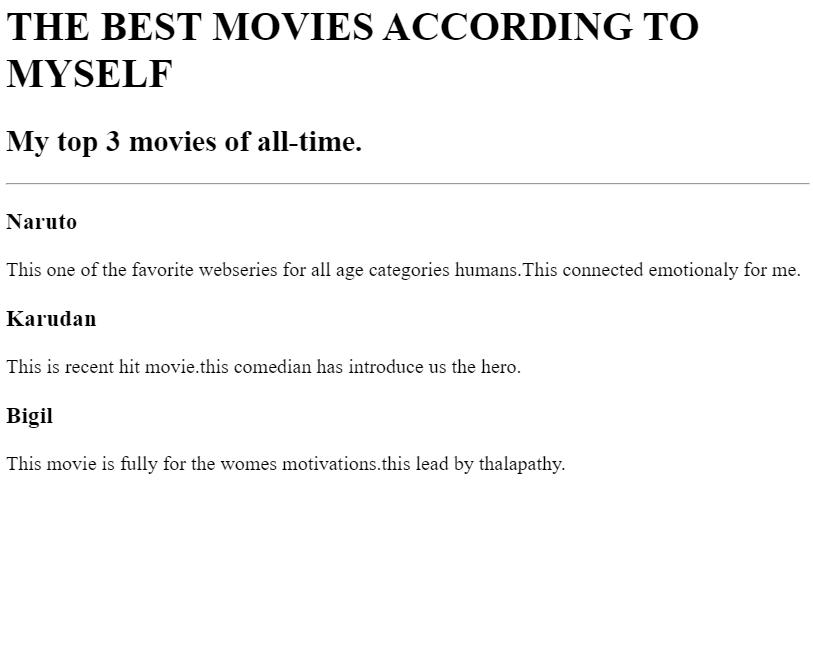 THE BEST MOVIES ACCORDING TO
MYSELF
My top 3 movies of all-time.
Naruto
This one of the favorite webseries for all age categories humans.This connected emotionaly for me.
Karudan
This is recent hit movie.this comedian has introduce us the hero.
Bigil
This movie is fully for the womes motivations.this lead by thalapathy.